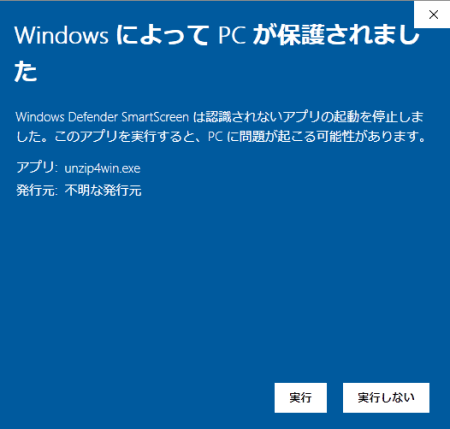 Windows によって PC が保護されまし
た
Windows Defender SmartScreen は認識されないアプリの起動を停止しま
した。このアプリを実行すると、PC に問題が起こる可能性があります。
アプリ: unzip4win.exe
発行元: 不明な発行元
実行
実行しない